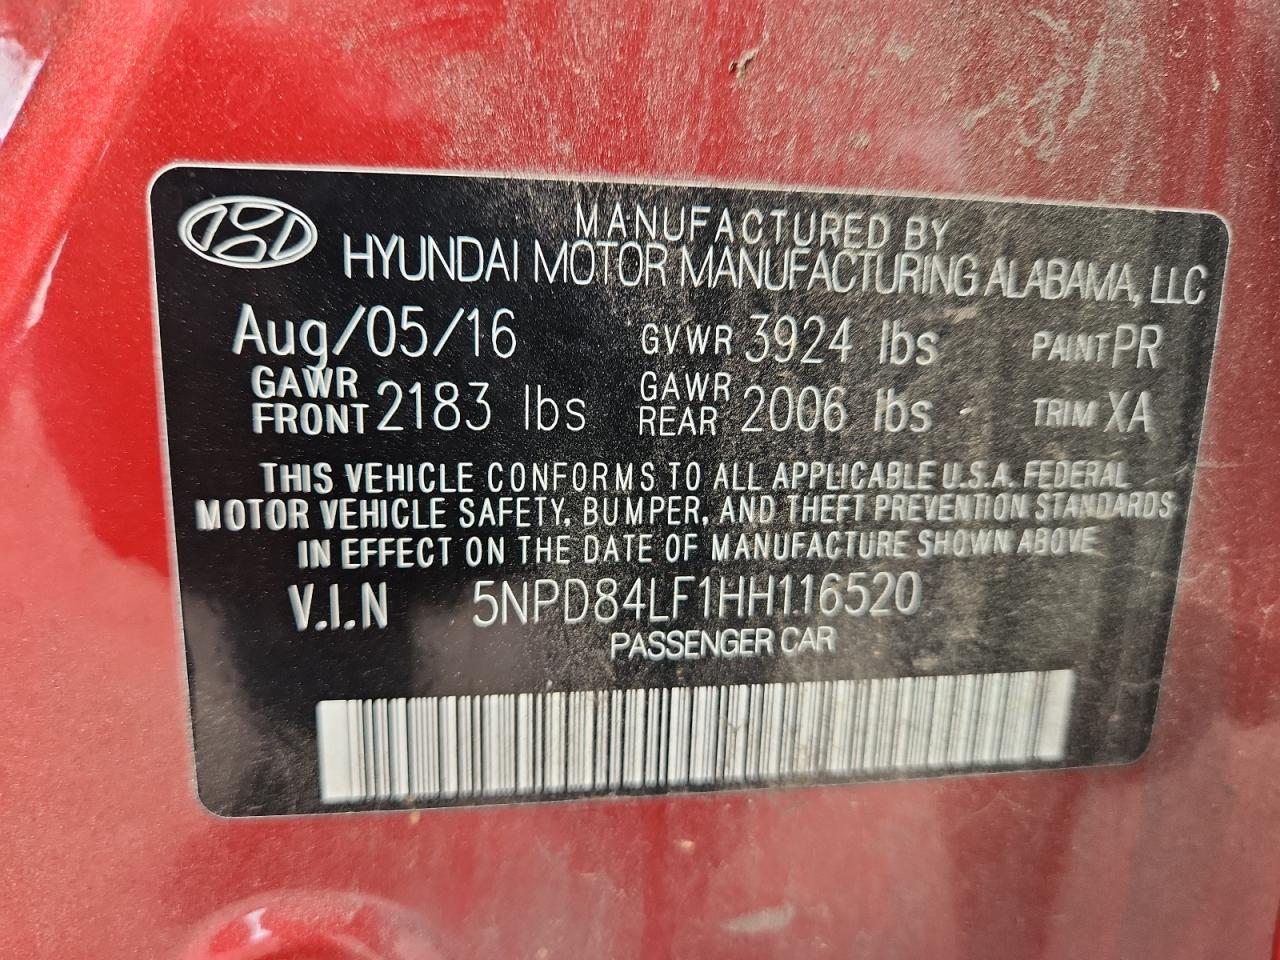 MANUFACTURED BY
HYUNDAI MOTOR MANUFACTURING ALABAMA, LLC
Aug/05/16 GVWR 3924 lbs PAINT PR
GAWR FRONT 2183 lbs GAWR REAR 2006 lbs TRIM XA
THIS VEHICLE CONFORMS TO ALL APPLICABLE U.S.A. FEDERAL
MOTOR VEHICLE SAFETY, BUMPER, AND THEFT PREVENTION STANDARDS
IN EFFECT ON THE DATE OF MANUFACTURE SHOWN ABOVE
V.I.N 5NPD84LF1HH116520
PASSENGER CAR